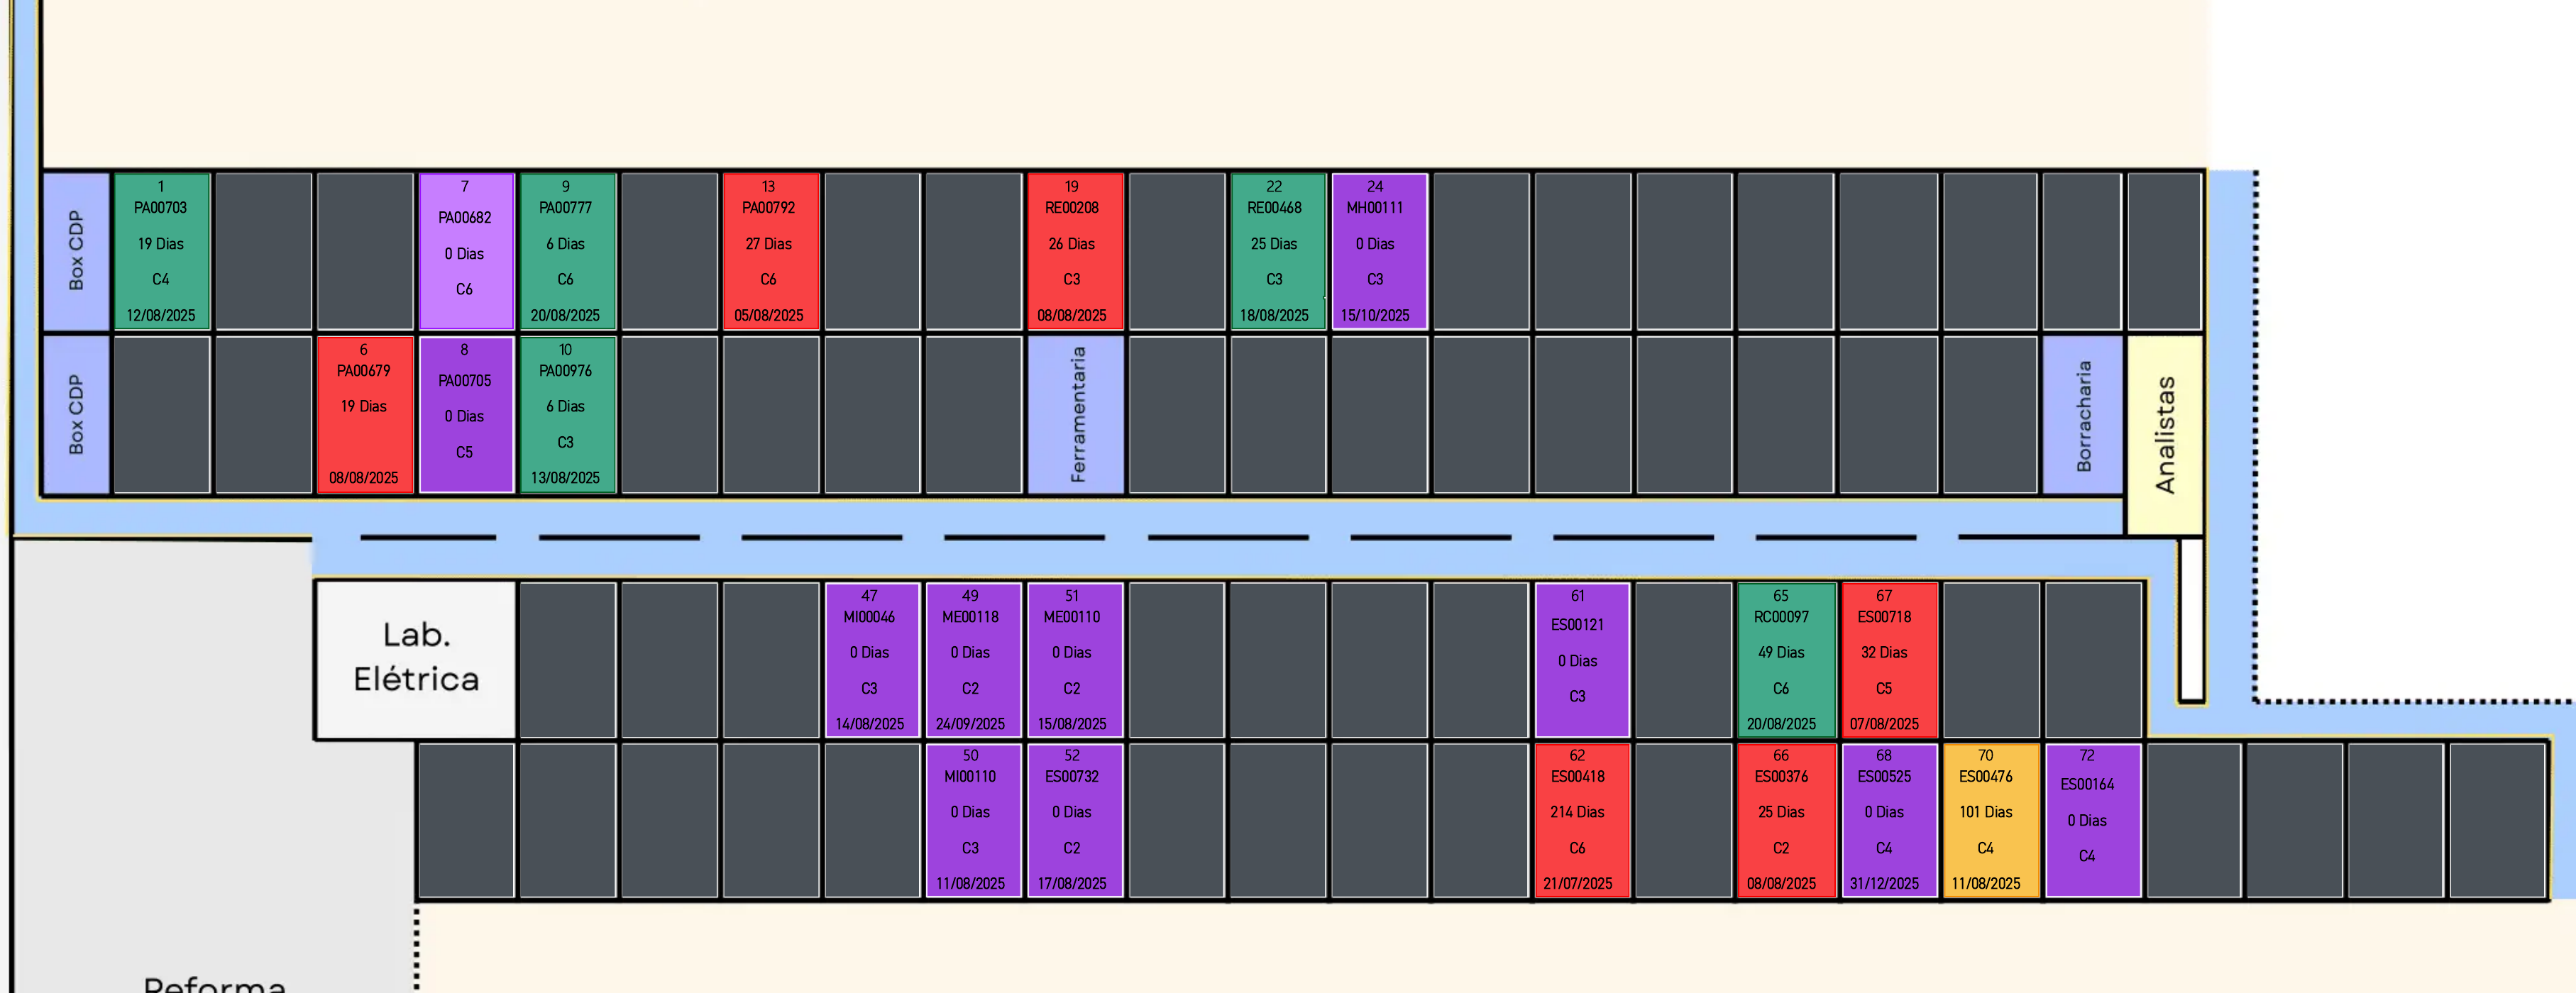 Box CDP
1
PA00703
19 Dias
C4
12/08/2025
7
PA00682
0 Dias
C6
9
PA00777
6 Dias
C6
20/08/2025
13
PA00792
27 Dias
C6
05/08/2025
19
RE00208
26 Dias
C3
08/08/2025
22
RE00468
25 Dias
C3
18/08/2025
24
MH00111
0 Dias
C3
15/10/2025
Box CDP
6
PA00679
19 Dias
08/08/2025
8
PA00705
0 Dias
C5
10
PA00976
6 Dias
C3
13/08/2025
Ferramentaria
Borracharia
Analistas
Lab.
Elétrica
47
MI00046
0 Dias
C3
14/08/2025
49
ME00118
0 Dias
C2
24/09/2025
51
ME00110
0 Dias
C2
15/08/2025
61
ES00121
0 Dias
C3
65
RC00097
49 Dias
C6
20/08/2025
67
ES00718
32 Dias
C5
07/08/2025
50
MI00110
0 Dias
C3
11/08/2025
52
ES00732
0 Dias
C2
17/08/2025
62
ES00418
214 Dias
C6
21/07/2025
66
ES00376
25 Dias
C2
08/08/2025
68
ES00525
0 Dias
C4
31/12/2025
70
ES00476
101 Dias
C4
11/08/2025
72
ES00164
0 Dias
C4
Reforma